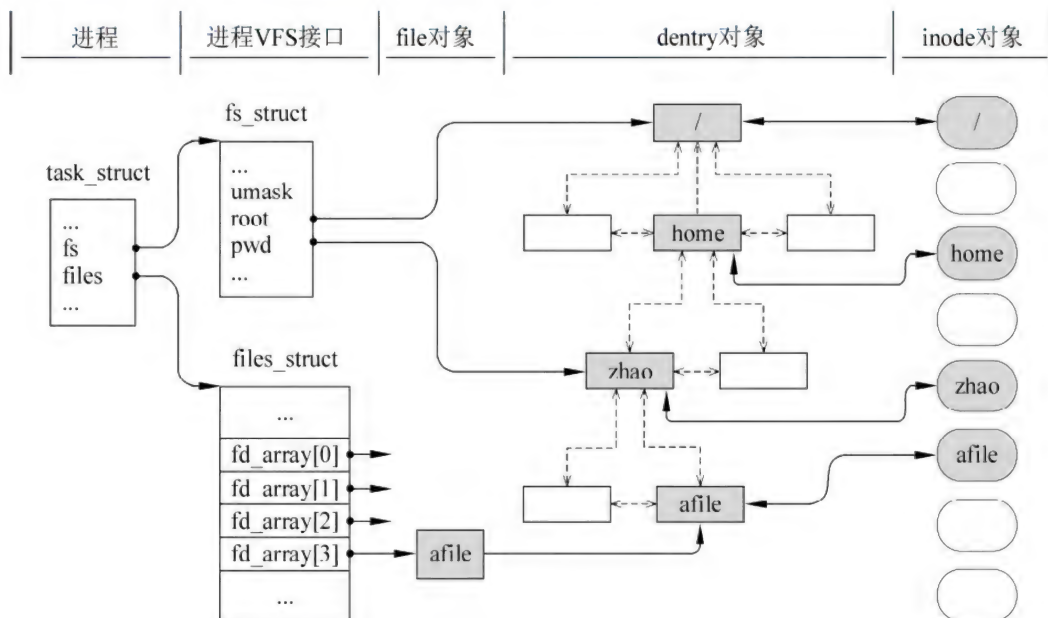 进程
进程VFS接口
file对象
dentry对象
inode对象
task_struct
...
fs
files
...
fs_struct
...
umask
root
pwd
...
files_struct
...
fd_array[0]
fd_array[1]
fd_array[2]
fd_array[3]
...
afile
/
home
zhao
afile
/
home
zhao
afile